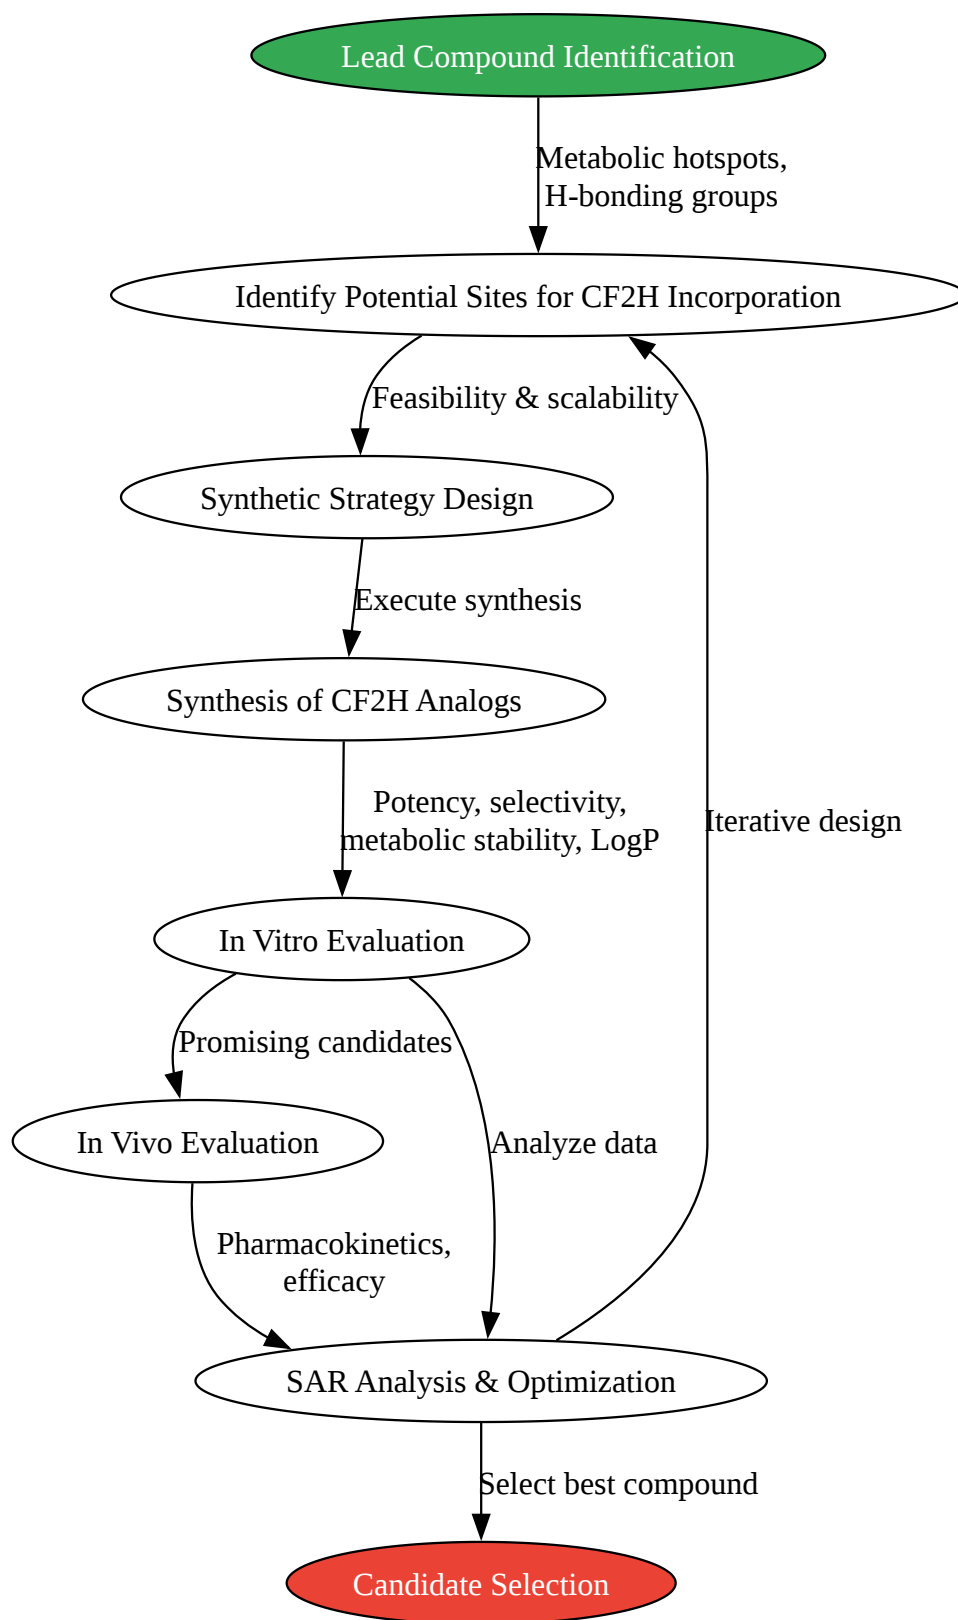 Lead Compound Identification
Metabolic hotspots,
H-bonding groups
Identify Potential Sites for CF2H Incorporation
Feasibility & scalability
Synthetic Strategy Design
Execute synthesis
Synthesis of CF2H Analogs
Potency, selectivity,
metabolic stability, LogP
Iterative design
In Vitro Evaluation
Promising candidates
In Vivo Evaluation
Analyze data
Pharmacokinetics,
efficacy
SAR Analysis & Optimization
Select best compound
Candidate Selection